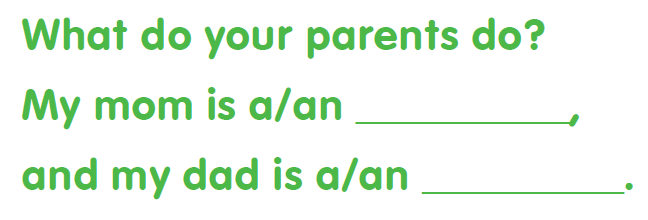 What do your parents do?
My mom is a/an __________,
and my dad is a/an __________.